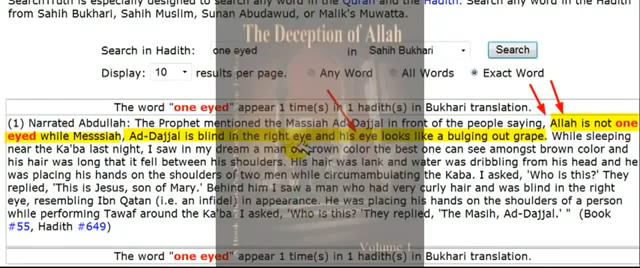 SearchTruth is especially designed to search any word in the Quran and the Hadith. Search any word in the Hadith
from Sahih Bukhari, Sahih Muslim, Sunan Abudawud, or Malik's Muwatta.
The Deception of Allah
Search in Hadith: one eyed in Sahih Bukhari Search
Display: 10 results per page. Any Word All Words Exact Word
The word "one eyed" appear 1 time(s) in 1 hadith(s) in Bukhari translation.
(1) Narrated Abdullah: The Prophet mentioned the Massiah Ad-Dajjal in front of the people saying, Allah is not one
eyed while Messsiah, Ad-Dajjal is blind in the right eye and his eye looks like a bulging out grape. While sleeping
near the Ka'ba last night, I saw in my dream a man of brown color the best one can see amongst brown color and
his hair was long that it fell between his shoulders. His hair was lank and water was dribbling from his head and he
was placing his hands on the shoulders of two men while circumambulating the Kaba. I asked, 'Who is this?' They
replied, 'This is Jesus, son of Mary.' Behind him I saw a man who had very curly hair and was blind in the right
eye, resembling Ibn Qatan (i.e. an infidel) in appearance. He was placing his hands on the shoulders of a person
while performing Tawaf around the Ka'ba. I asked, 'Who is this? 'They replied, 'The Masih, Ad-Dajjal.' " (Book
#55, Hadith #649)
Volume 1
The word "one eyed" appear 1 time(s) in 1 hadith(s) in Bukhari translation.